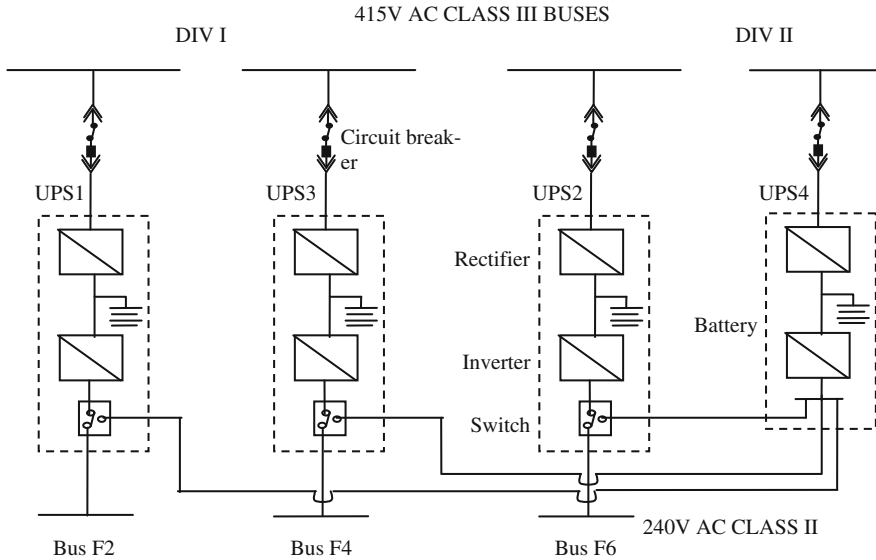 415V AC CLASS III BUSES
DIV I
DIV II
Circuit break-
er
UPS1
UPS3
UPS2
UPS4
Rectifier
Battery
Inverter
Switch
240V AC CLASS II
Bus F2
Bus F4
Bus F6